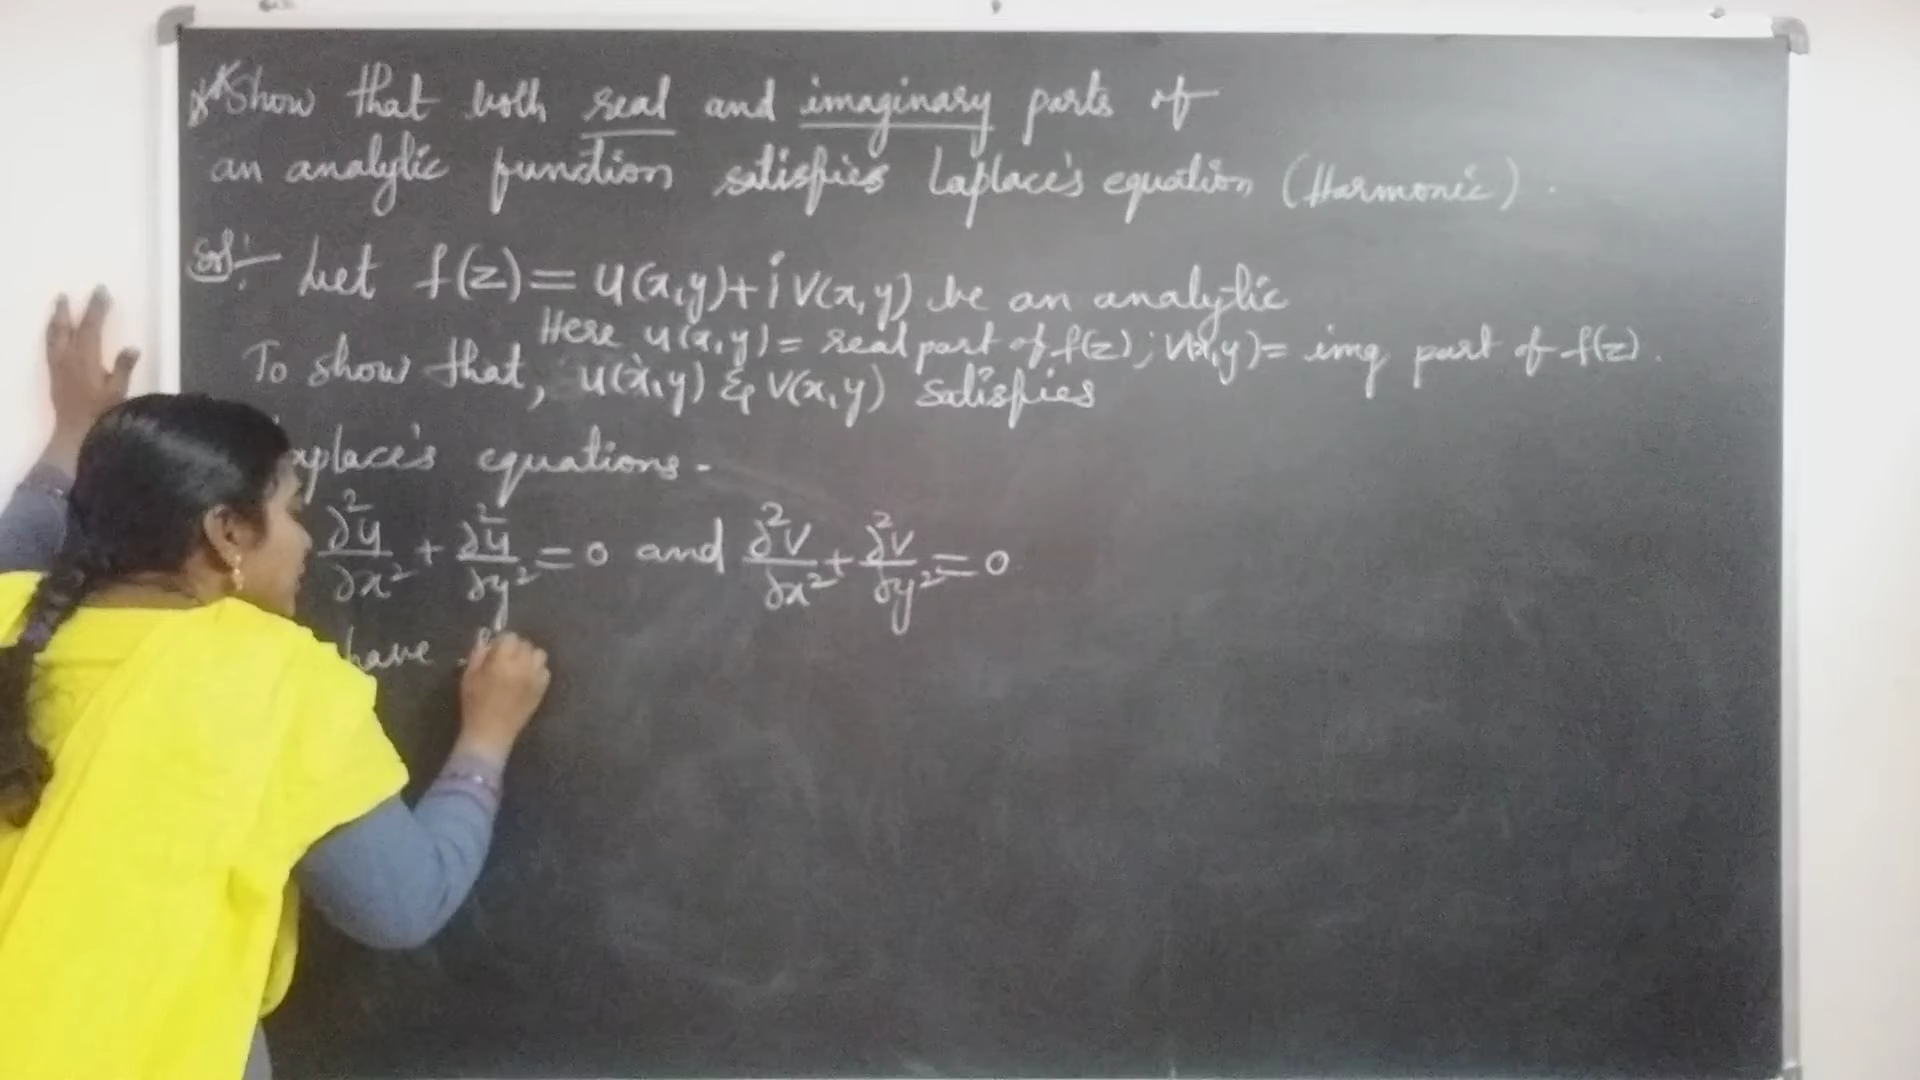 ** Show that both real and imaginary parts of
an analytic function satisfies Laplace's equation (Harmonic).
Sol:- Let f(z) = u(x,y) + i v(x,y) be an analytic
Here u(x,y) = real part of f(z); v(x,y) = img part of f(z).
To show that, u(x,y) & v(x,y) satisfies
aplace's equations.
∂²u/∂x² + ∂²u/∂y² = 0 and ∂²v/∂x² + ∂²v/∂y² = 0
have